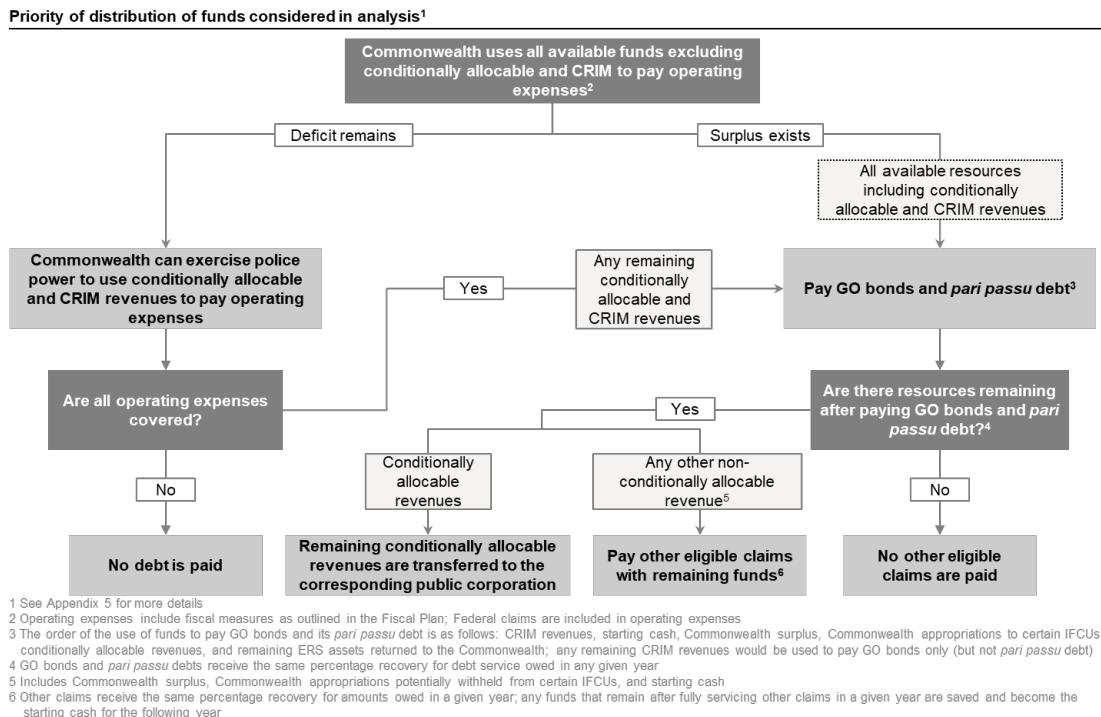 Priority of distribution of funds considered in analysis¹
Commonwealth uses all available funds excluding
conditionally allocable and CRIM to pay operating
expenses²
Deficit remains
Surplus exists
All available resources
including conditionally
allocable and CRIM revenues
Commonwealth can exercise police
power to use conditionally allocable
and CRIM revenues to pay operating
expenses
Yes
Any remaining
conditionally
allocable and
CRIM revenues
Pay GO bonds and pari passu debt³
Are all operating expenses
covered?
Yes
Are there resources remaining
after paying GO bonds and pari
passu debt?⁴
Conditionally
allocable
revenues
Any other non-
conditionally allocable
revenue⁵
No
No
No debt is paid
Remaining conditionally allocable
revenues are transferred to the
corresponding public corporation
Pay other eligible claims
with remaining funds⁶
No other eligible
claims are paid
1 See Appendix 5 for more details
2 Operating expenses include fiscal measures as outlined in the Fiscal Plan; Federal claims are included in operating expenses
3 The order of the use of funds to pay GO bonds and its pari passu debt is as follows: CRIM revenues, starting cash, Commonwealth surplus, Commonwealth appropriations to certain IFCUs
conditionally allocable revenues, and remaining ERS assets returned to the Commonwealth; any remaining CRIM revenues would be used to pay GO bonds only (but not pari passu debt)
4 GO bonds and pari passu debts receive the same percentage recovery for debt service owed in any given year
5 Includes Commonwealth surplus, Commonwealth appropriations potentially withheld from certain IFCUs, and starting cash
6 Other claims receive the same percentage recovery for amounts owed in a given year; any funds that remain after fully servicing other claims in a given year are saved and become the
starting cash for the following year